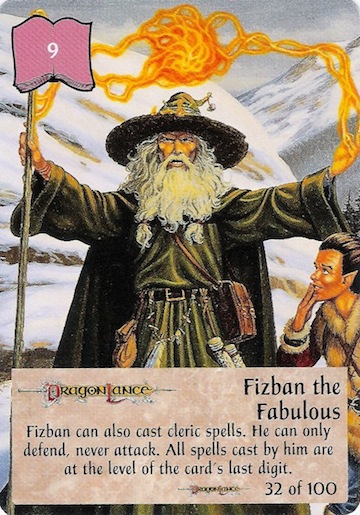 9
DRAGONLANCE
Fizban the
Fabulous
Fizban can also cast cleric spells. He can only
defend, never attack. All spells cast by him are
at the level of the card's last digit.
DRAGONLANCE
32 of 100